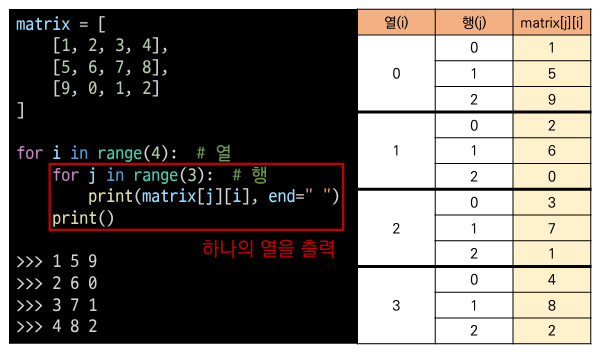 matrix = [
    [1, 2, 3, 4],
    [5, 6, 7, 8],
    [9, 0, 1, 2]
]
for i in range(4):  # 열
    for j in range(3):  # 행
        print(matrix[j][i], end=" ")
    print()
하나의 열을 출력
>>> 1 5 9
>>> 2 6 0
>>> 3 7 1
>>> 4 8 2
열(i) 행(j) matrix[j][i]
0 0 1
1 5
2 9
1 0 2
1 6
2 0
2 0 3
1 7
2 1
3 0 4
1 8
2 2